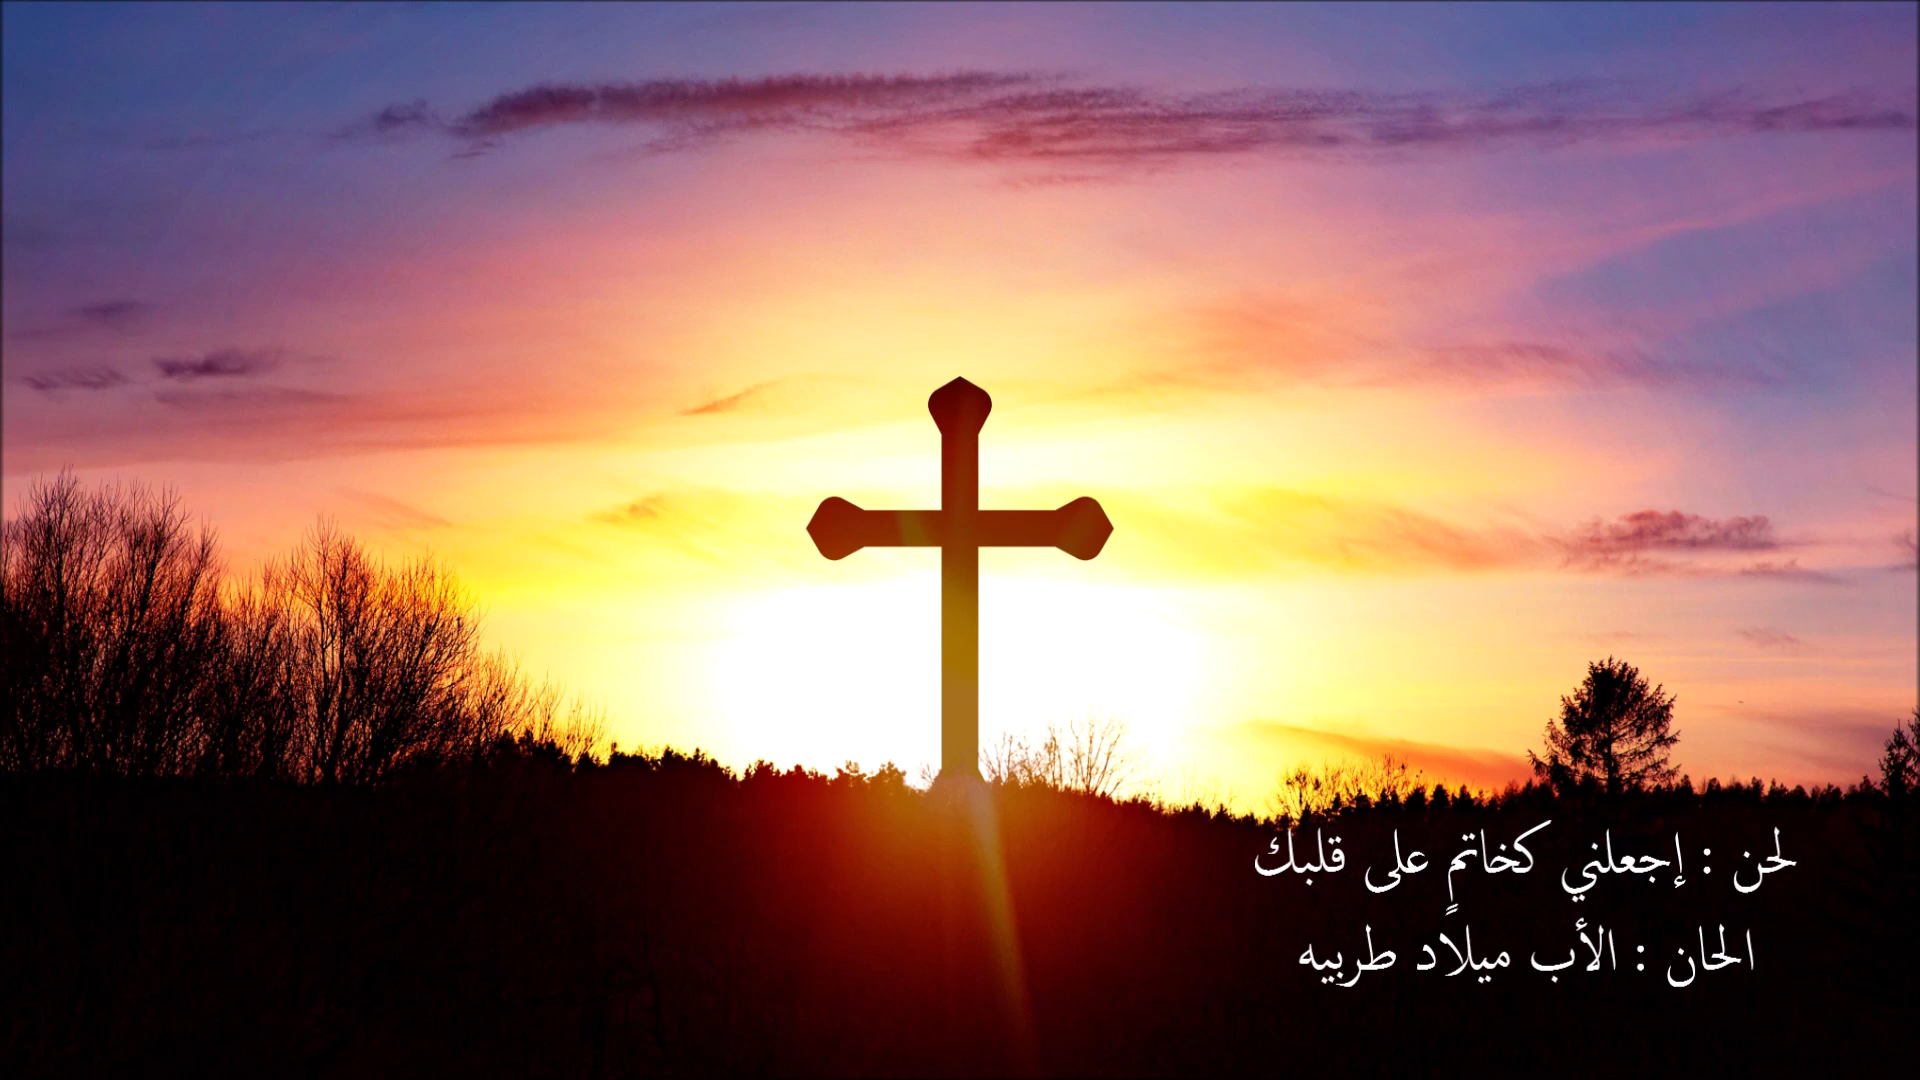 لحن : إجعلني كخاتمٍ على قلبك
الحان : الأب ميلاد طربيه